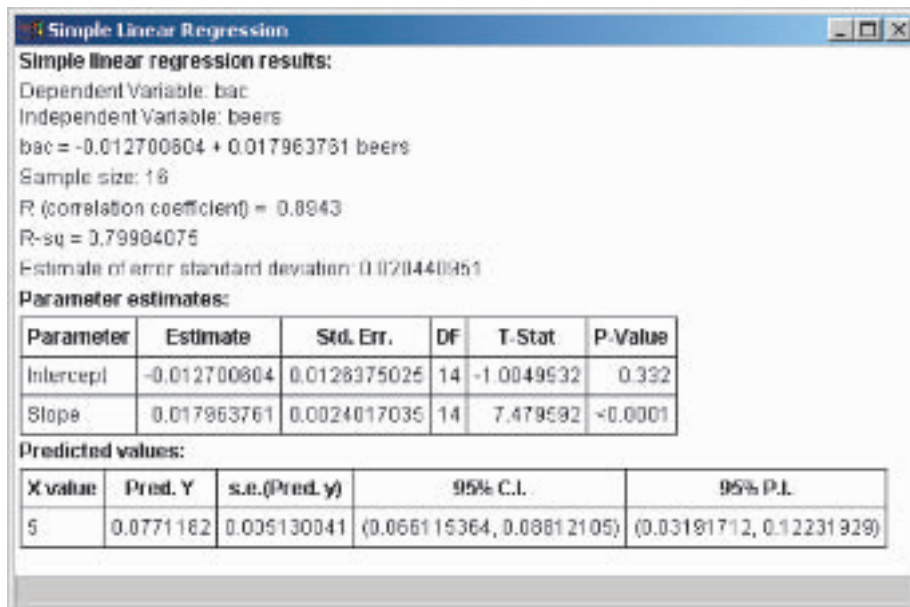 Simple Linear Regression
Simple linear regression results:
Dependent Variable: bac
Independent Variable: beers
bac = -0.012700604 + 0.017963761 beers
Sample size: 16
R (correlation coefficient) = 0.8943
R-sq = 0.79984075
Estimate of error standard deviation: 0.020440951
Parameter estimates:
Parameter Estimate Std. Err. DF T-Stat P-Value
Intercept -0.012700604 0.0126375025 14 -1.0049932 0.332
Slope 0.017963761 0.0024017035 14 7.479592 <0.0001
Predicted values:
X value Pred. Y s.e.(Pred. y) 95% C.I. 95% P.I.
5 0.0771182 0.005130041 (0.066115364, 0.08812105) (0.03191712, 0.12231929)